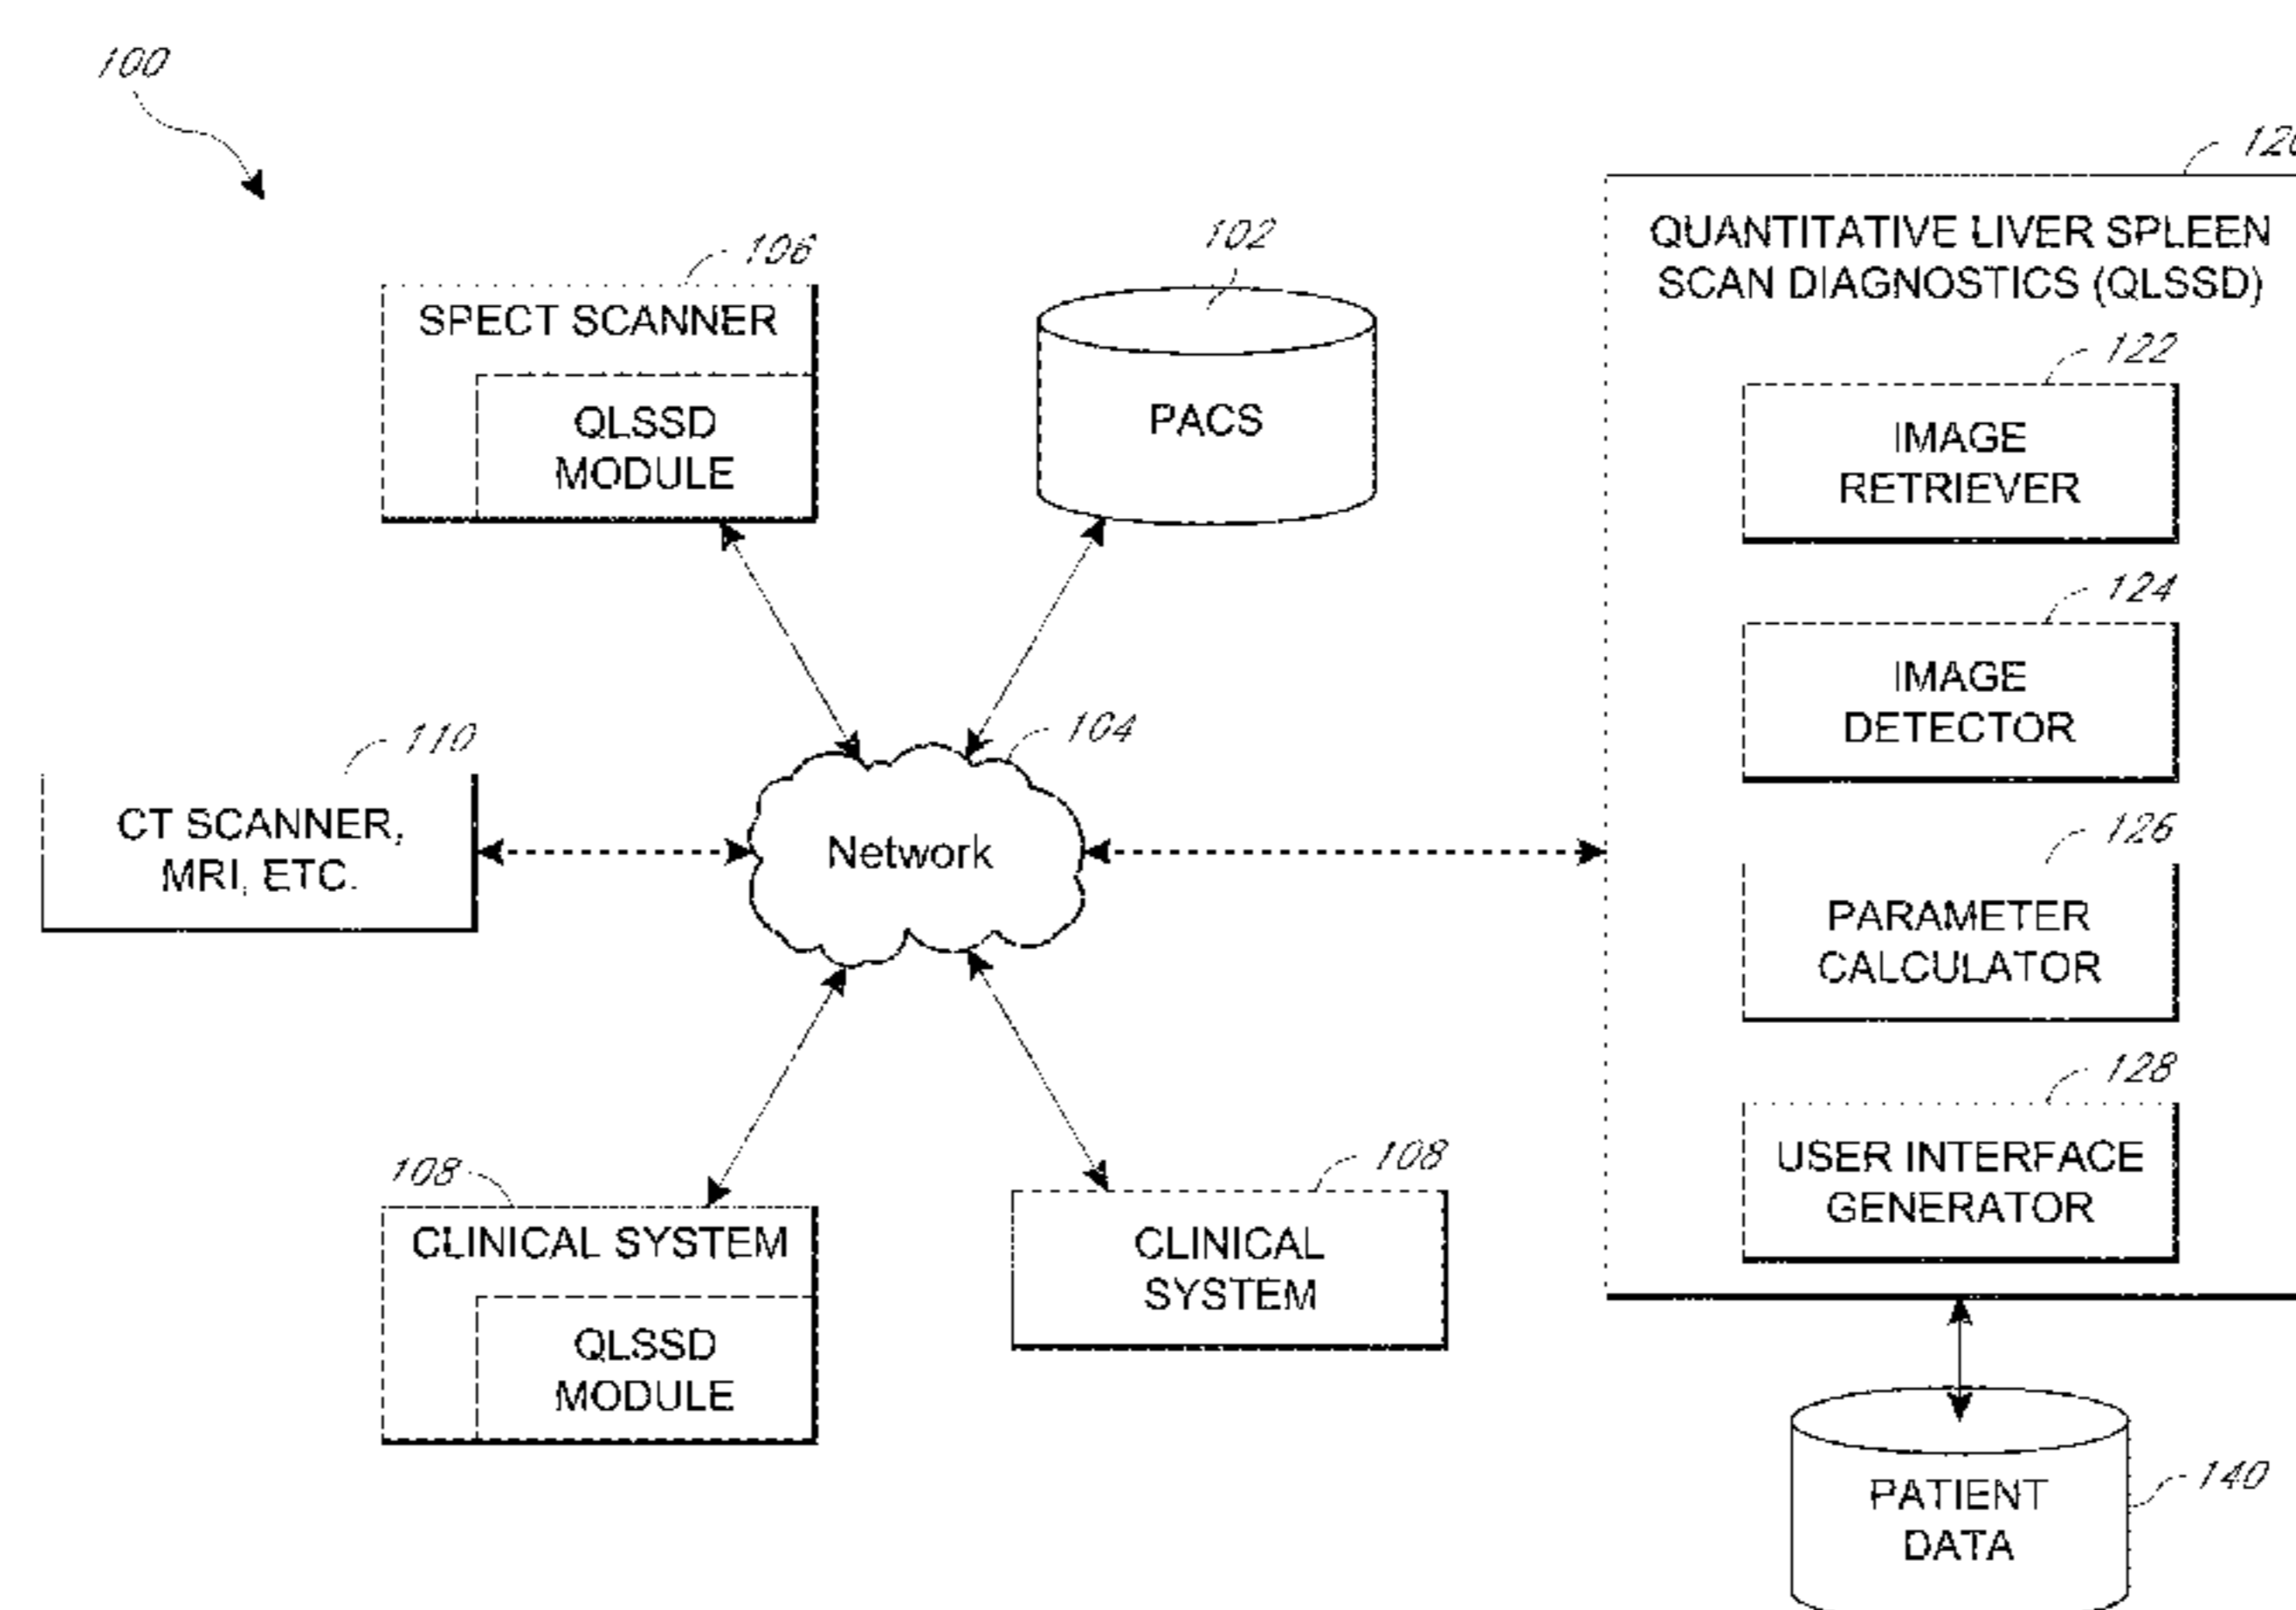 100
106
SPECT SCANNER
QLSSD
MODULE
102
PACS
110
CT SCANNER,
MRI, ETC.
104
Network
108
CLINICAL SYSTEM
QLSSD
MODULE
108
CLINICAL
SYSTEM
120
QUANTITATIVE LIVER SPLEEN
SCAN DIAGNOSTICS (QLSSD)
122
IMAGE
RETRIEVER
124
IMAGE
DETECTOR
126
PARAMETER
CALCULATOR
128
USER INTERFACE
GENERATOR
140
PATIENT
DATA